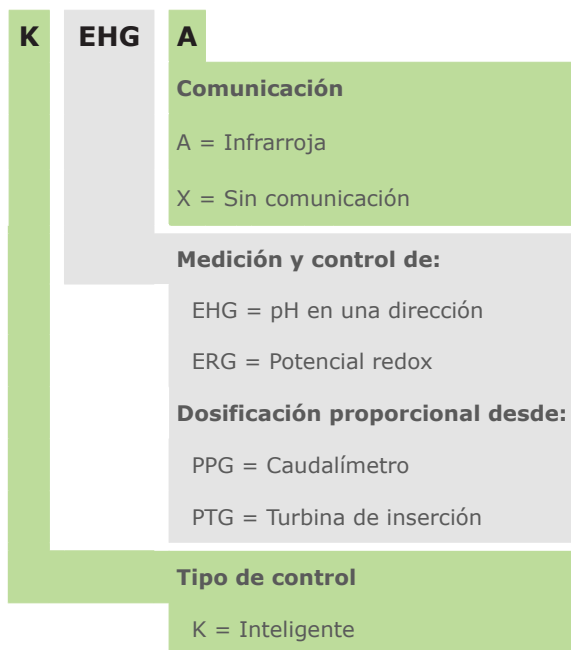 K EHG A
Comunicación
A = Infrarroja
X = Sin comunicación
Medición y control de:
EHG = pH en una dirección
ERG = Potencial redox
Dosificación proporcional desde:
PPG = Caudalímetro
PTG = Turbina de inserción
Tipo de control
K = Inteligente